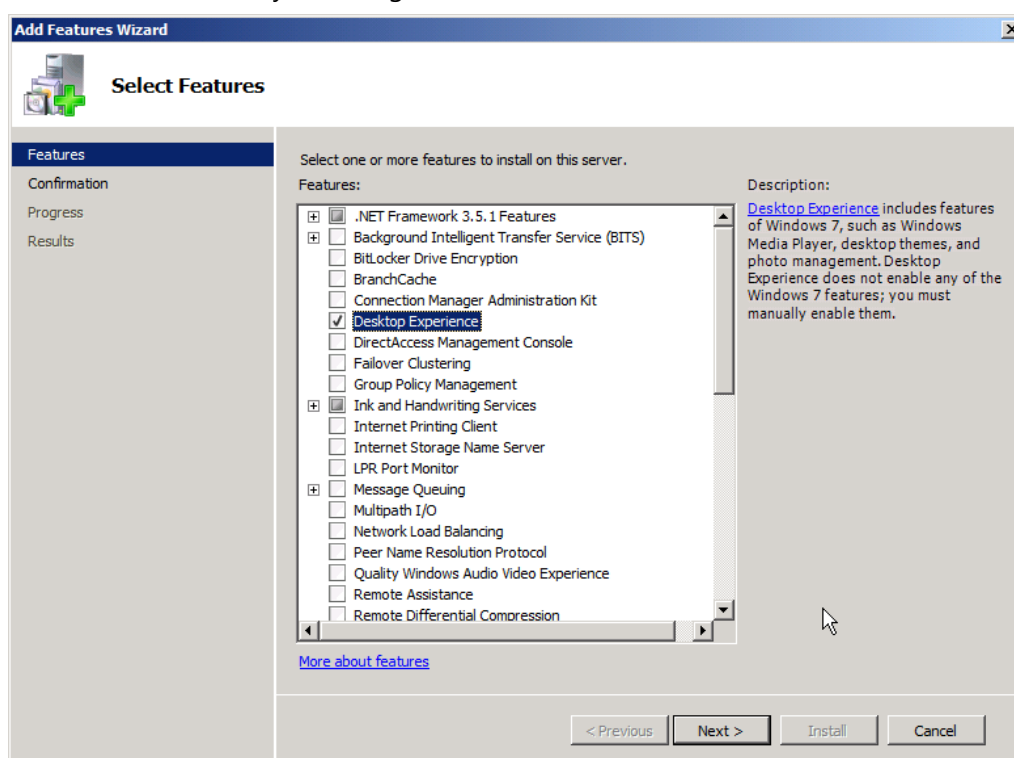 Add Features Wizard
Select Features
Features
Confirmation
Progress
Results
Select one or more features to install on this server.
Features:
.NET Framework 3.5.1 Features
Background Intelligent Transfer Service (BITS)
BitLocker Drive Encryption
BranchCache
Connection Manager Administration Kit
Desktop Experience
DirectAccess Management Console
Failover Clustering
Group Policy Management
Ink and Handwriting Services
Internet Printing Client
Internet Storage Name Server
LPR Port Monitor
Message Queuing
Multipath I/O
Network Load Balancing
Peer Name Resolution Protocol
Quality Windows Audio Video Experience
Remote Assistance
Remote Differential Compression
More about features
Description:
Desktop Experience includes features
of Windows 7, such as Windows
Media Player, desktop themes, and
photo management. Desktop
Experience does not enable any of the
Windows 7 features; you must
manually enable them.
< Previous
Next >
Install
Cancel